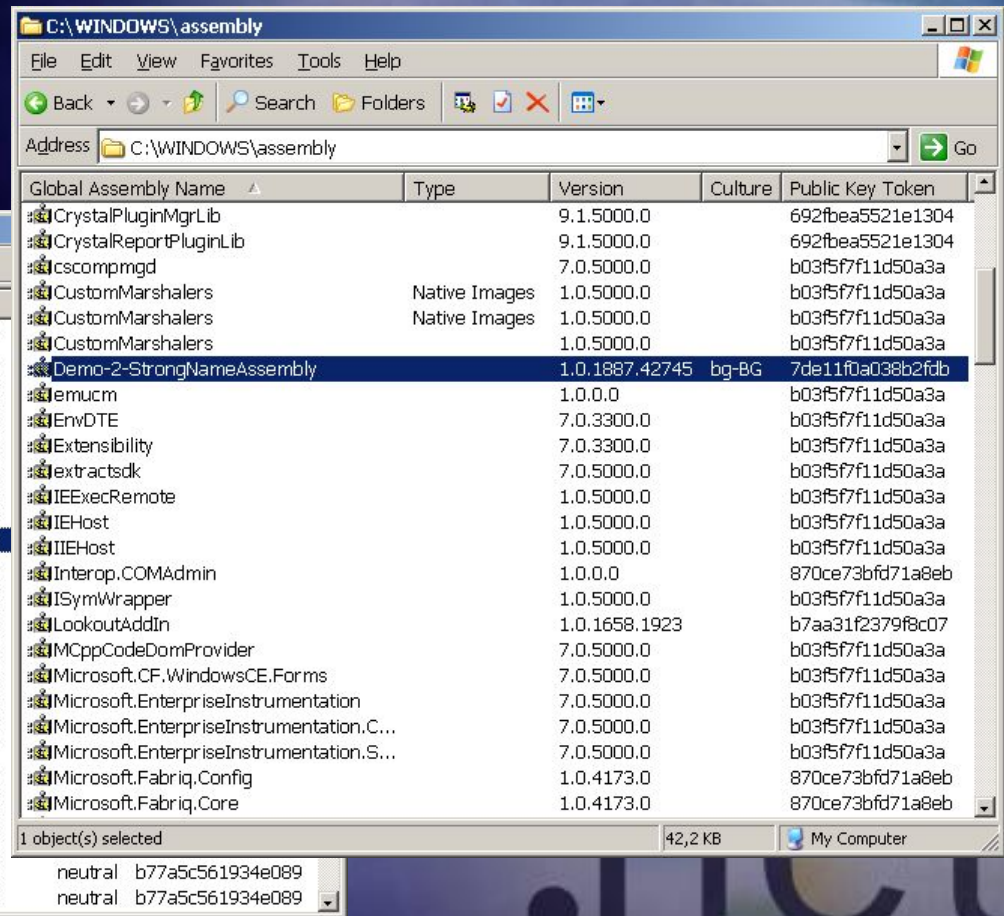 C:\WINDOWS\assembly
File Edit View Favorites Tools Help
Back Search Folders
Address C:\WINDOWS\assembly Go
Global Assembly Name Type Version Culture Public Key Token
CrystalPluginMgrLib 9.1.5000.0 692fbea5521e1304
CrystalReportPluginLib 9.1.5000.0 692fbea5521e1304
cscompmgd 7.0.5000.0 b03f5f7f11d50a3a
CustomMarshalers Native Images 1.0.5000.0 b03f5f7f11d50a3a
CustomMarshalers Native Images 1.0.5000.0 b03f5f7f11d50a3a
CustomMarshalers 1.0.5000.0 b03f5f7f11d50a3a
Demo-2-StrongNameAssembly 1.0.1887.42745 bg-BG 7de11f0a038b2fdb
emucm 1.0.0.0 b03f5f7f11d50a3a
EnvDTE 7.0.3300.0 b03f5f7f11d50a3a
Extensibility 7.0.3300.0 b03f5f7f11d50a3a
extractsdk 7.0.5000.0 b03f5f7f11d50a3a
IEExecRemote 1.0.5000.0 b03f5f7f11d50a3a
IEHost 1.0.5000.0 b03f5f7f11d50a3a
IIEHost 1.0.5000.0 b03f5f7f11d50a3a
Interop.COMAdmin 1.0.0.0 870ce73bfd71a8eb
ISymWrapper 1.0.5000.0 b03f5f7f11d50a3a
LookoutAddIn 1.0.1658.1923 b7aa31f2379f8c07
MCppCodeDomProvider 7.0.5000.0 b03f5f7f11d50a3a
Microsoft.CF.WindowsCE.Forms 7.0.5000.0 b03f5f7f11d50a3a
Microsoft.EnterpriseInstrumentation 7.0.5000.0 b03f5f7f11d50a3a
Microsoft.EnterpriseInstrumentation.C... 7.0.5000.0 b03f5f7f11d50a3a
Microsoft.EnterpriseInstrumentation.S... 7.0.5000.0 b03f5f7f11d50a3a
Microsoft.Fabriq.Config 1.0.4173.0 870ce73bfd71a8eb
Microsoft.Fabriq.Core 1.0.4173.0 870ce73bfd71a8eb
1 object(s) selected 42,2 KB My Computer
neutral b77a5c561934e089
neutral b77a5c561934e089